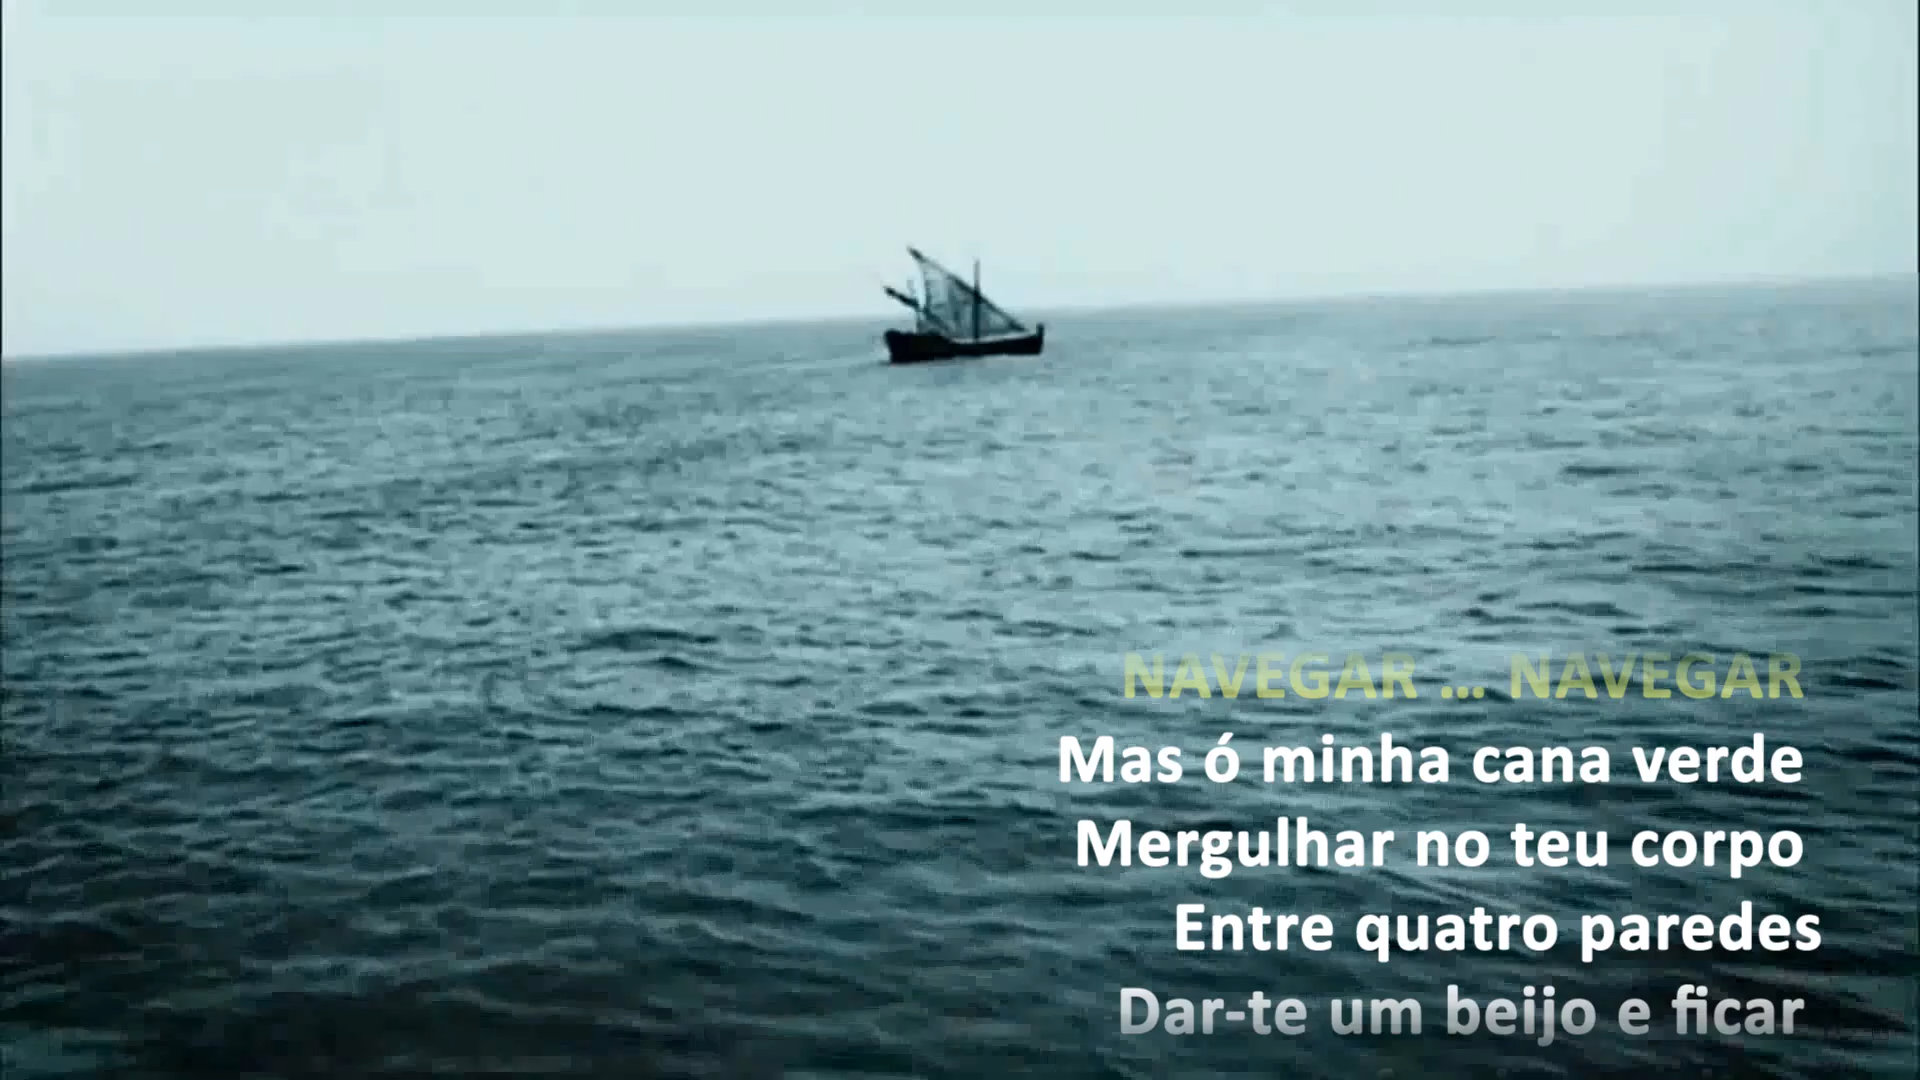 NAVEGAR ... NAVEGAR
Mas ó minha cana verde
Mergulhar no teu corpo
Entre quatro paredes
Dar-te um beijo e ficar